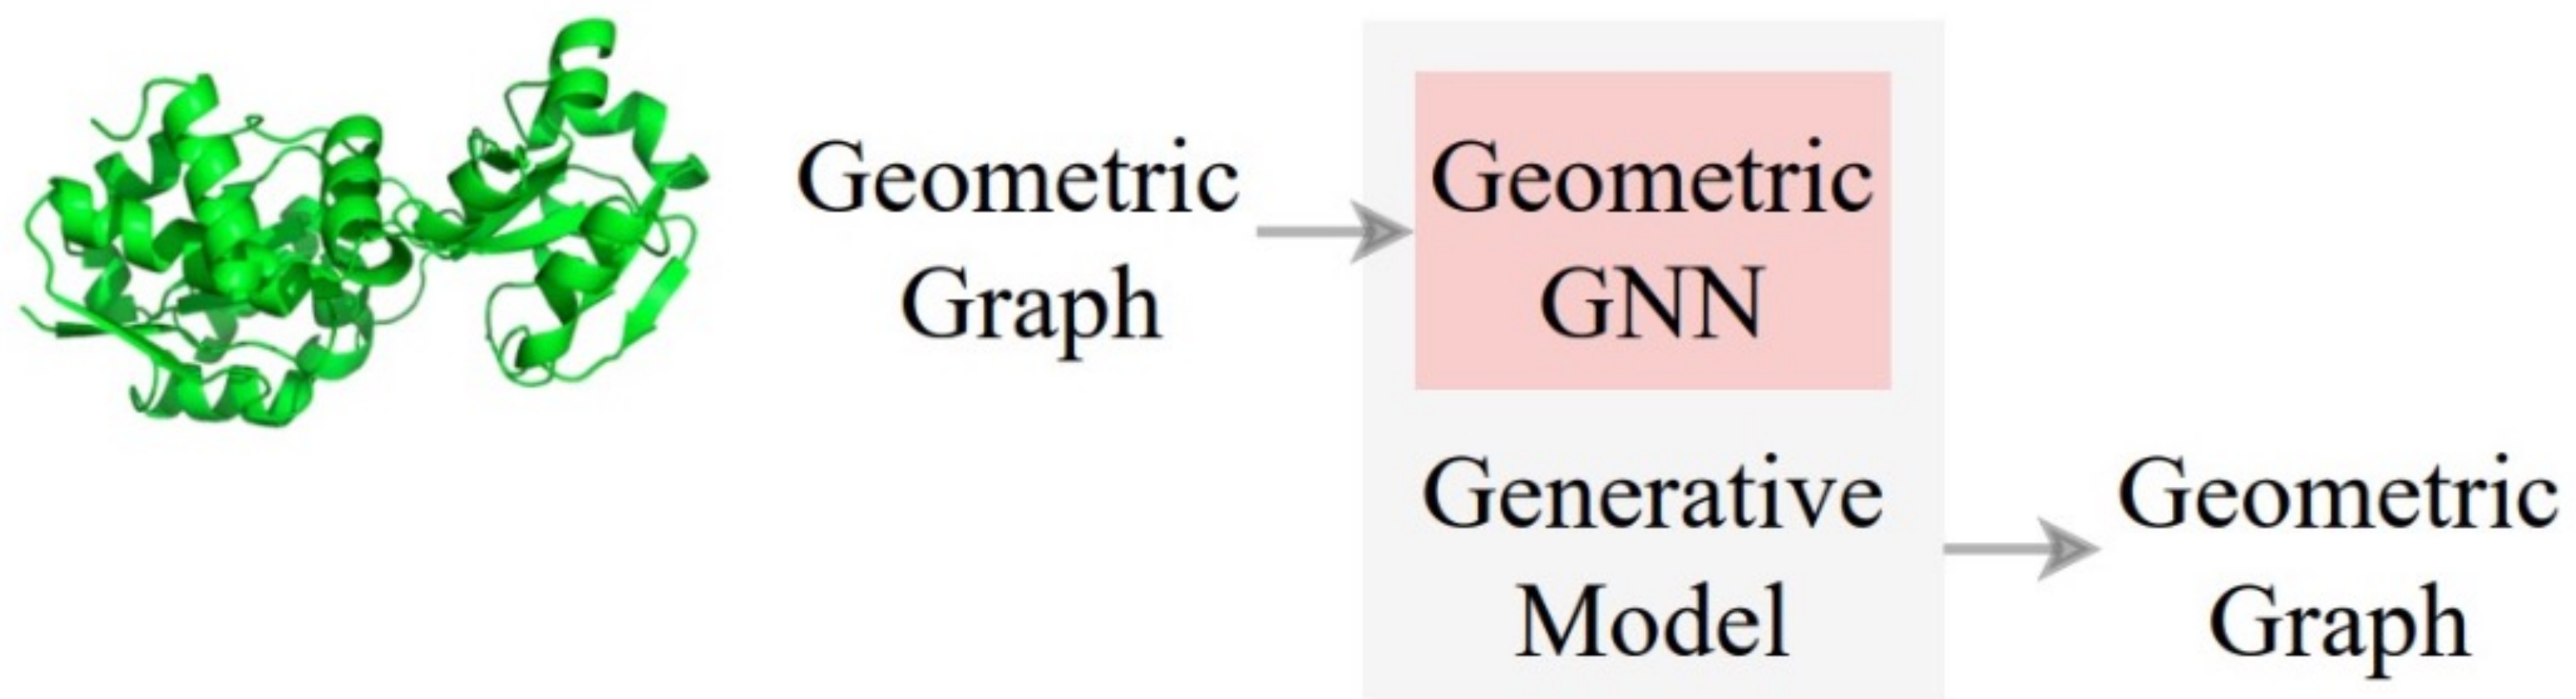 Geometric
Graph
Geometric
GNN
Generative
Model
Geometric
Graph